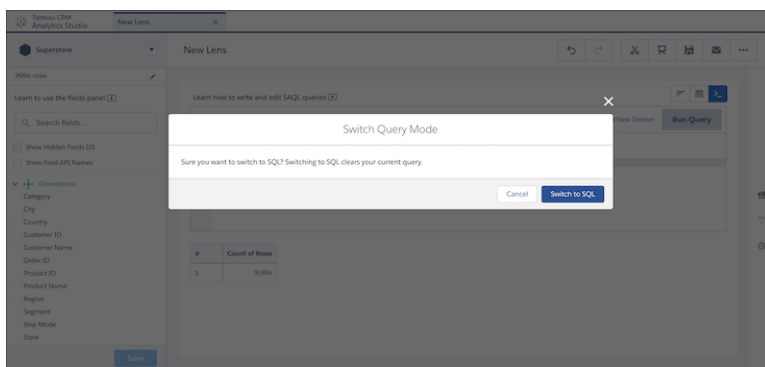 Tableau CRM
Analytics Studio
New Lens
Superstore
New Lens
9994 rows
Learn to use the fields panel
Learn how to write and edit SAQL queries
Search fields...
New Dataset
Run Query
Switch Query Mode
Show Hidden Fields (0)
Show Field API Names
Sure you want to switch to SQL? Switching to SQL clears your current query.
Cancel
Switch to SQL
Dimensions
Category
City
Country
Customer ID
Customer Name
Order ID
Product ID
Product Name
Region
Segment
Ship Mode
State
# Count of Rows
1 9,994
Save